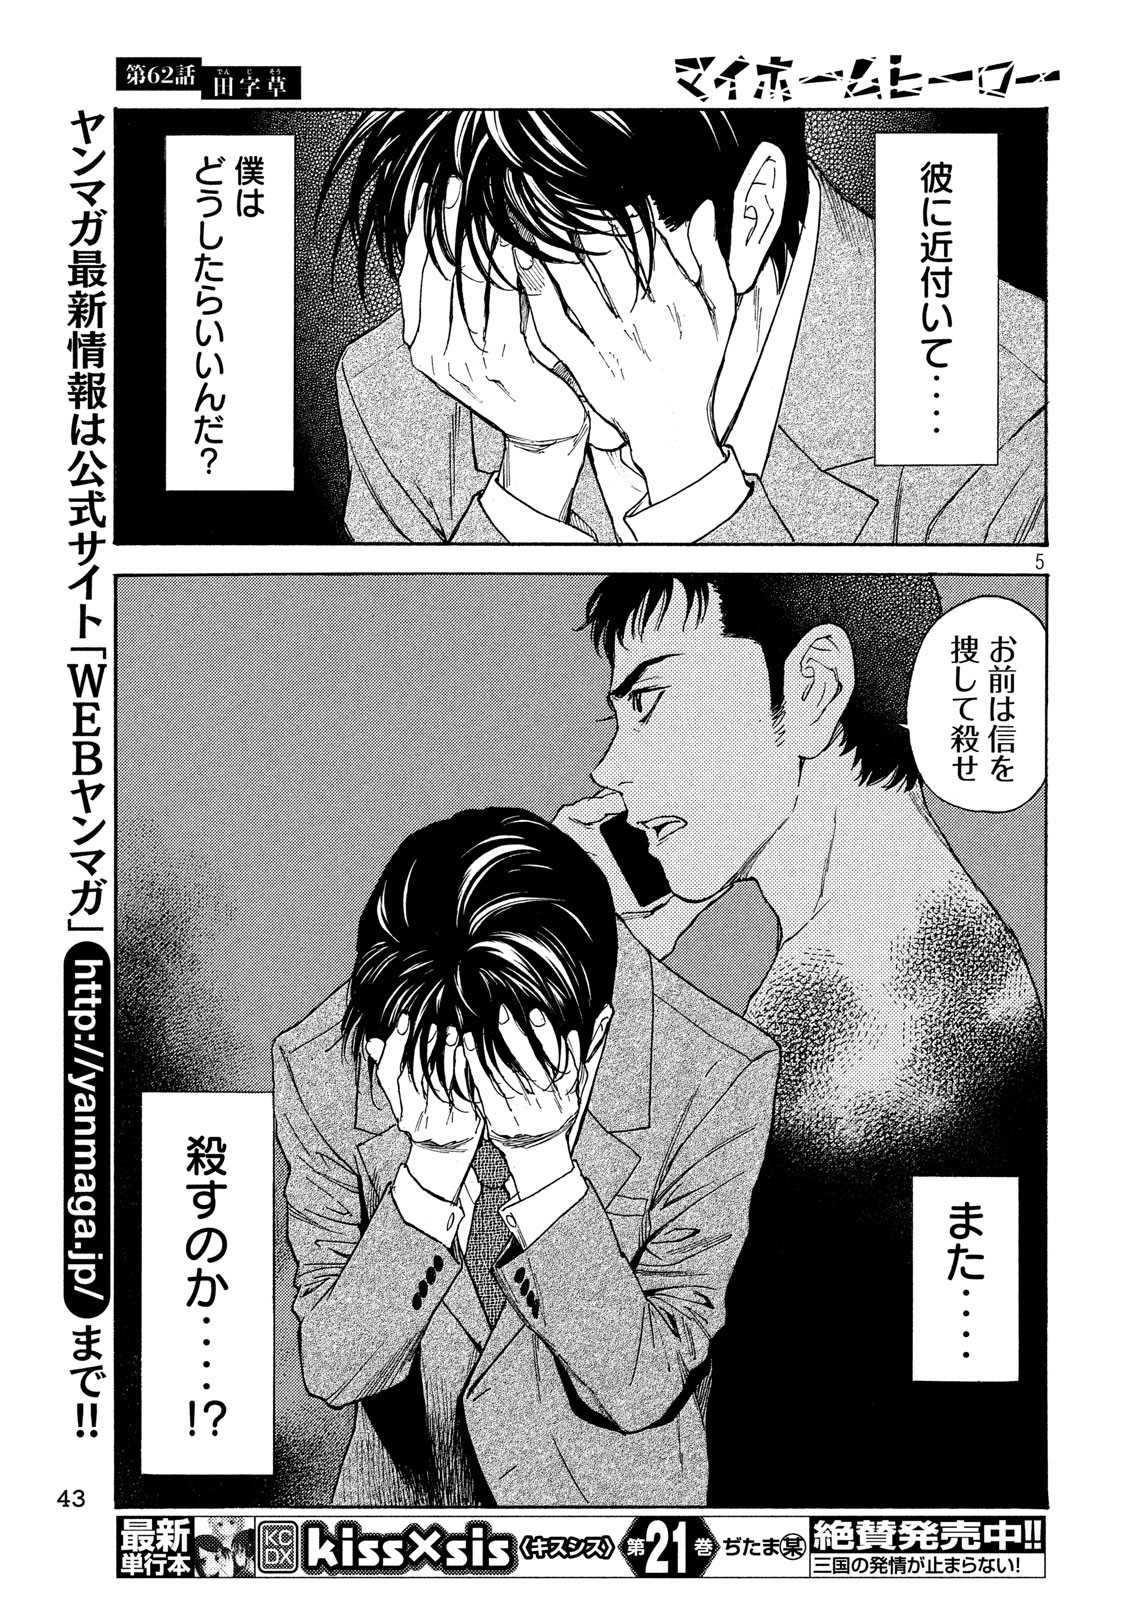 第62話
田字草
でんじそう
マイホームヒーロー
彼に近付いて‥‥
僕は
どうしたらいいんだ?
5
お前は信を
捜して殺せ
また‥‥
殺すのか‥‥!?
ヤンマガ最新情報は公式サイト「WEBヤンマガ」http://yanmaga.jp/まで!!
43
最新
単行本
KC
DX
kiss×sis〈キスシス〉第21巻 ぢたま㊣某
絶賛発売中!!
三国の発情が止まらない!